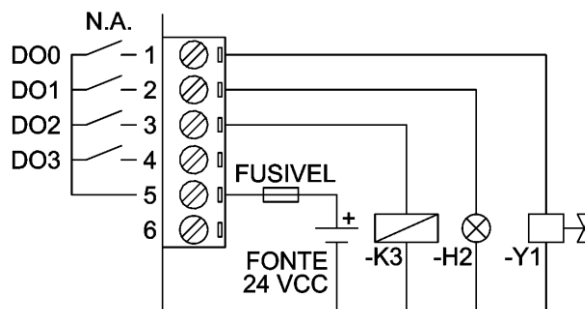 N.A.
DO0 1
DO1 2
DO2 3
DO3 4
5 FUSIVEL
6 +
-K3 -H2 -Y1
FONTE
24 VCC